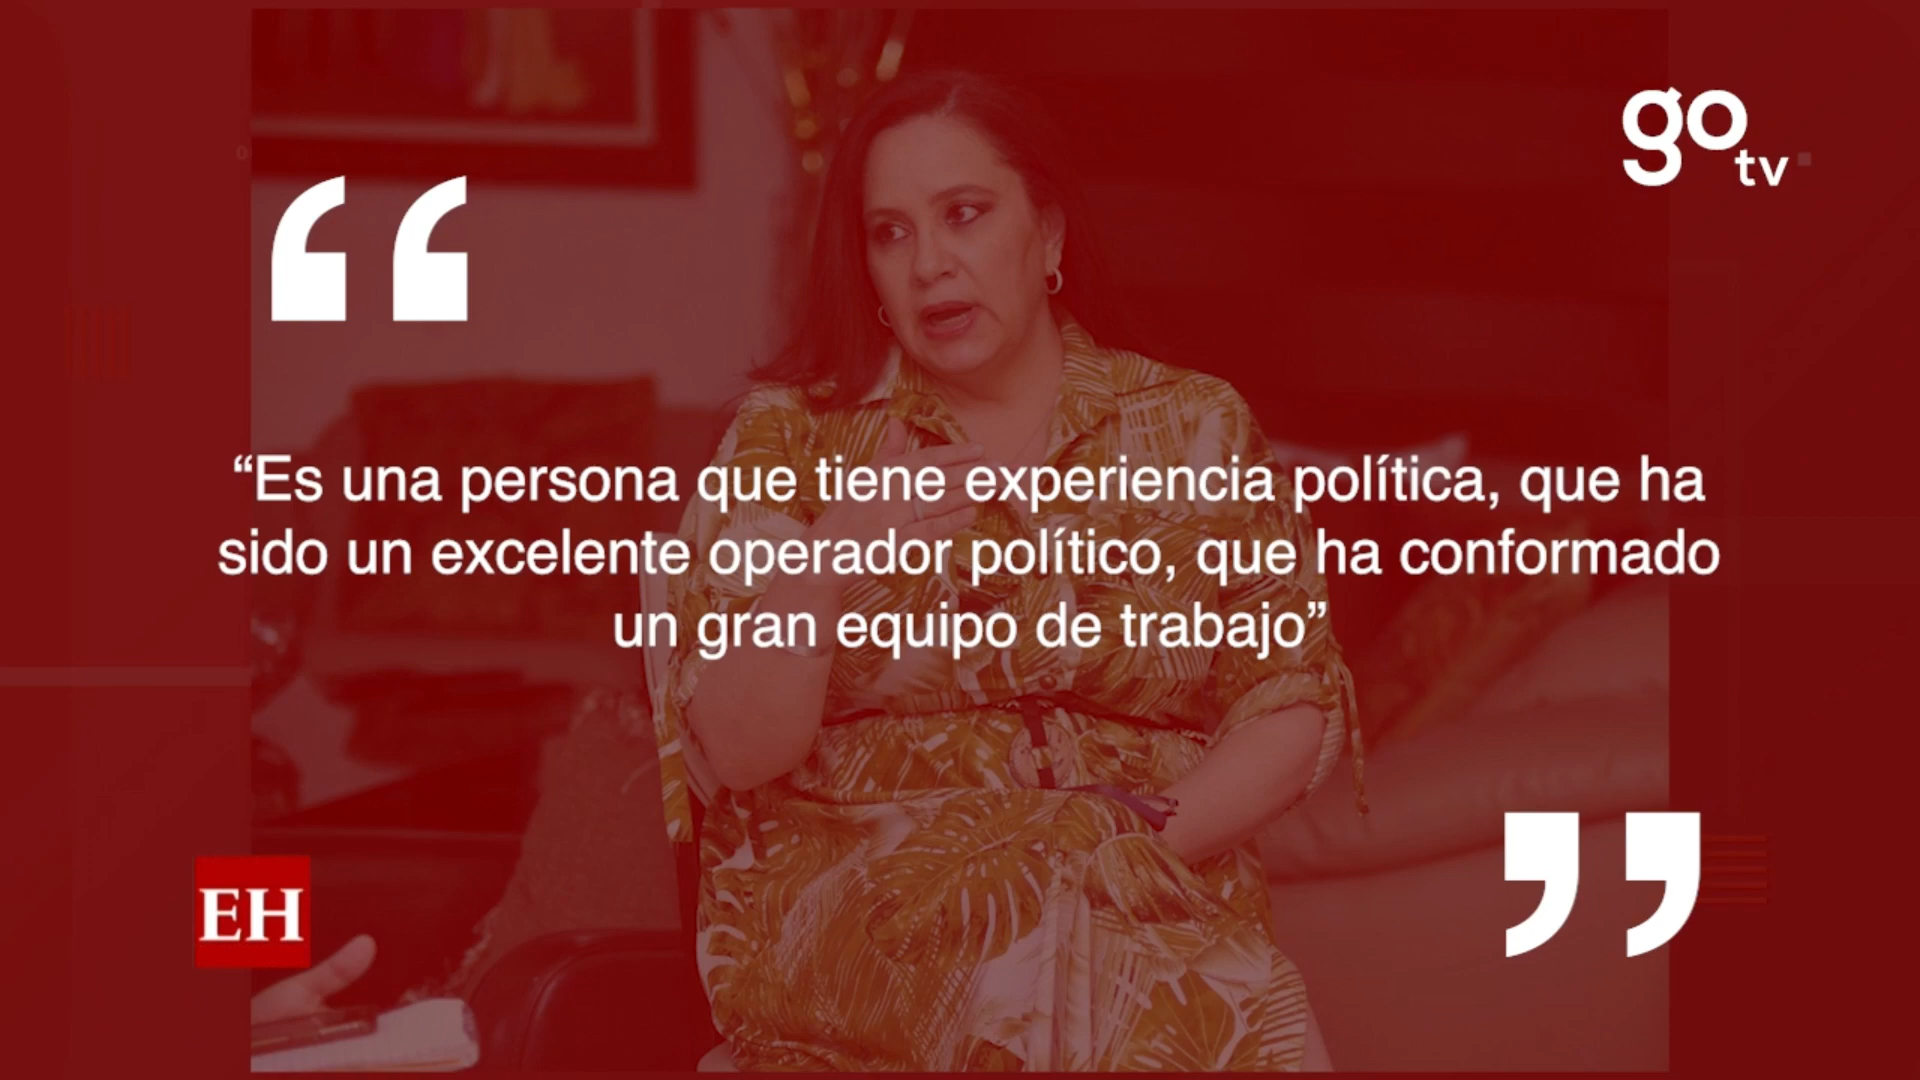 go
tv
“Es una persona que tiene experiencia política, que ha
sido un excelente operador político, que ha conformado
un gran equipo de trabajo”
EH